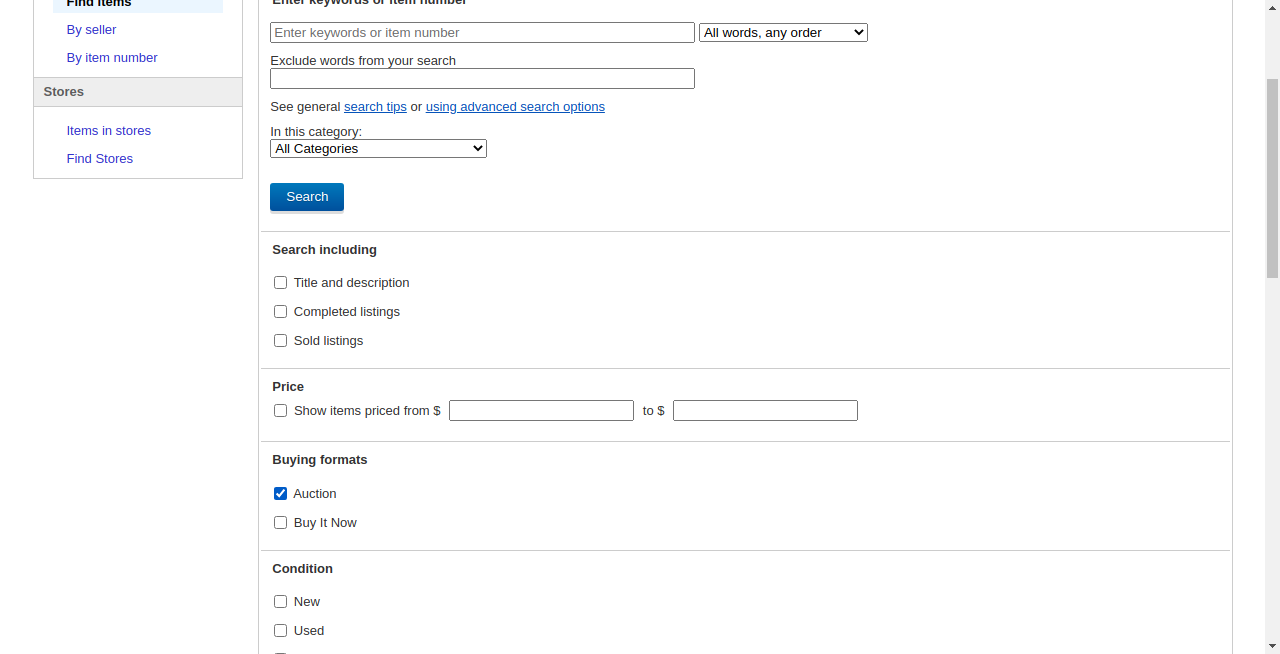 Find Items
By seller
By item number
Stores
Items in stores
Find Stores
Enter keywords or item number
Enter keywords or item number All words, any order
Exclude words from your search
See general search tips or using advanced search options
In this category:
All Categories
Search
Search including
Title and description
Completed listings
Sold listings
Price
Show items priced from $ to $
Buying formats
Auction
Buy It Now
Condition
New
Used